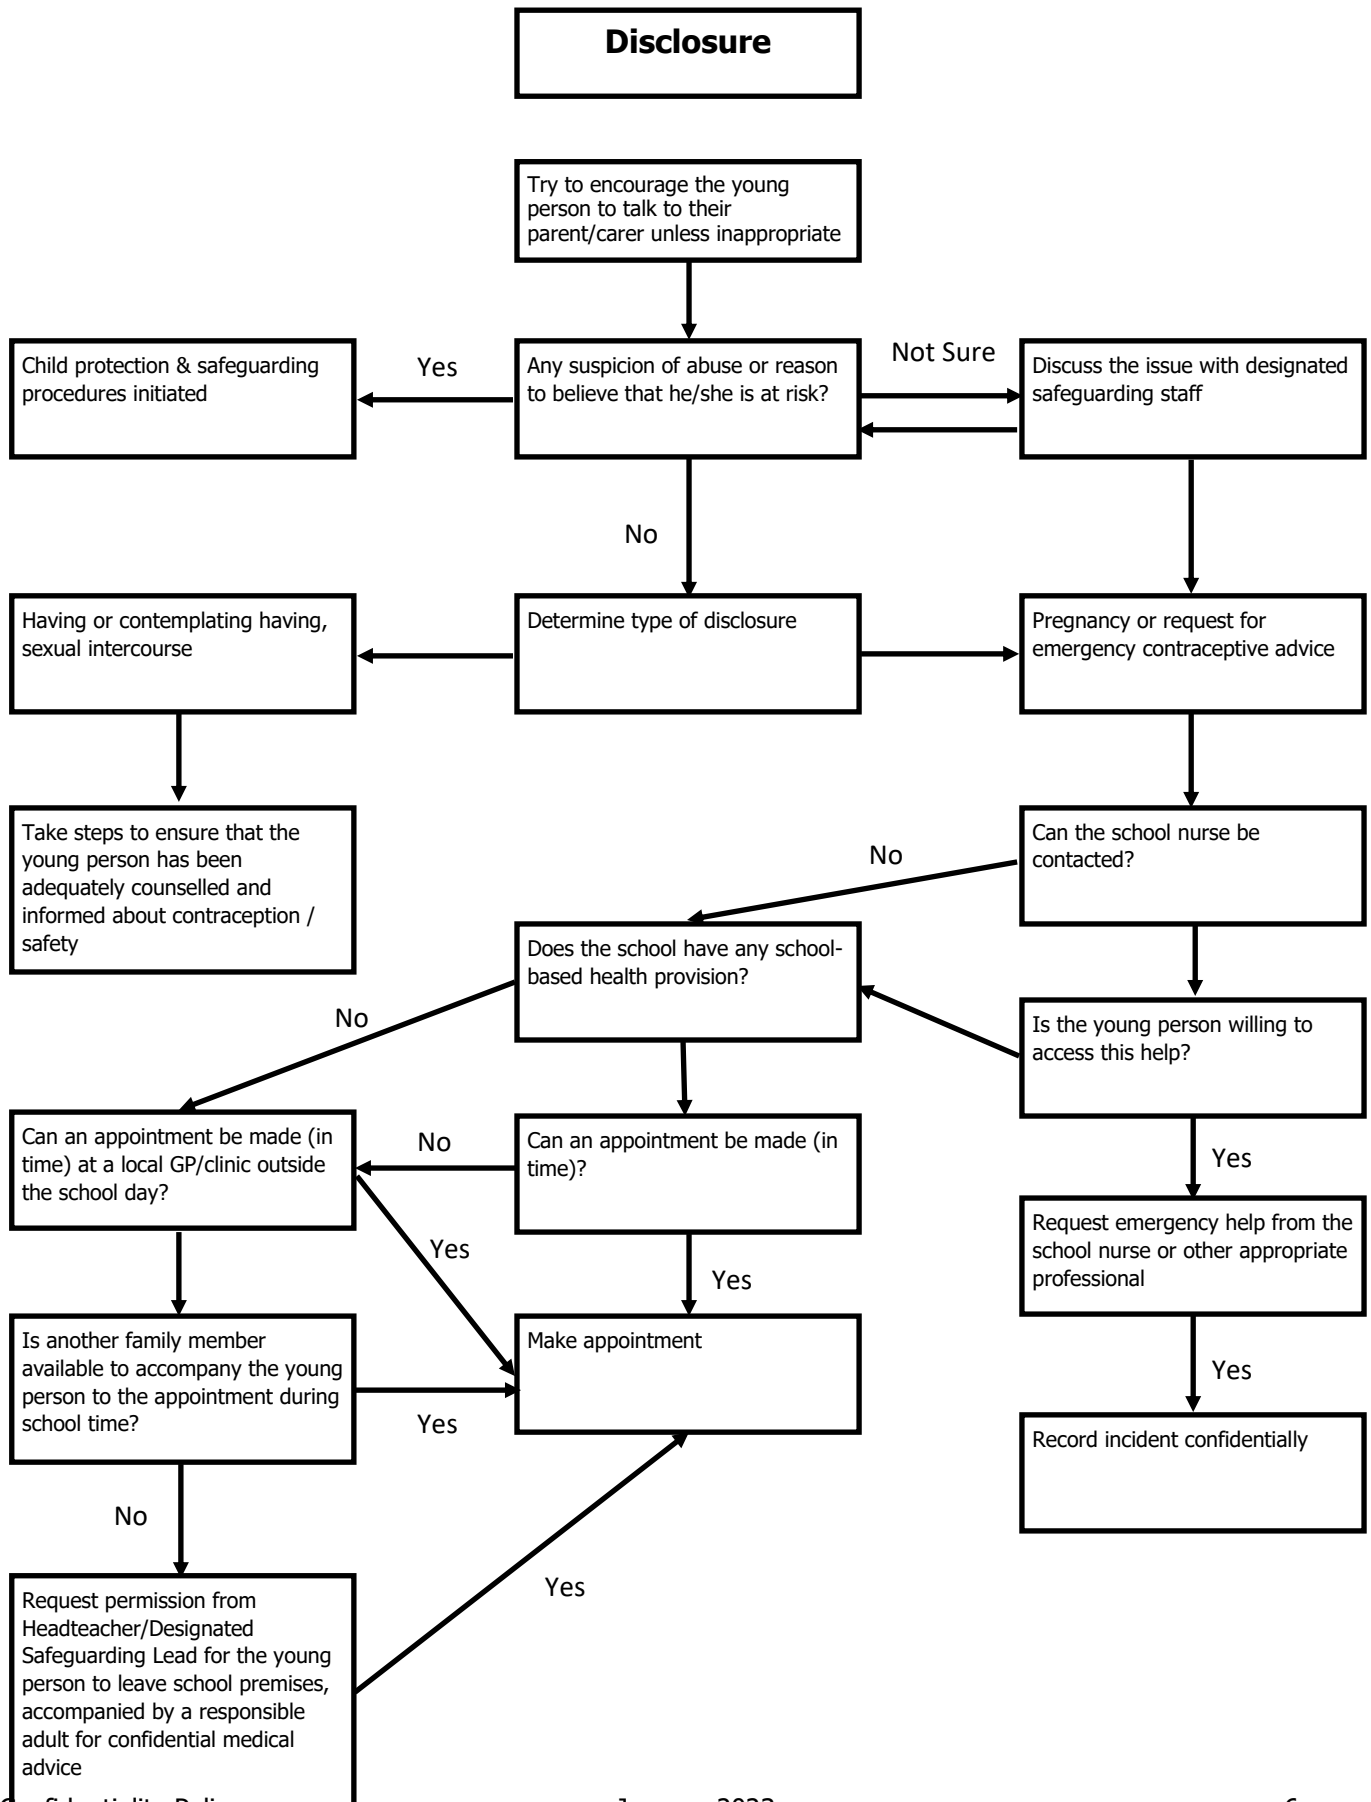 Disclosure
Try to encourage the young
person to talk to their
parent/carer unless inappropriate
Child protection & safeguarding
procedures initiated
Yes
Any suspicion of abuse or reason
to believe that he/she is at risk?
Not Sure
Discuss the issue with designated
safeguarding staff
No
Having or contemplating having,
sexual intercourse
Determine type of disclosure
Pregnancy or request for
emergency contraceptive advice
Take steps to ensure that the
young person has been
adequately counselled and
informed about contraception /
safety
No
Can the school nurse be
contacted?
Does the school have any school-
based health provision?
No
Is the young person willing to
access this help?
Can an appointment be made (in
time) at a local GP/clinic outside
the school day?
No
Can an appointment be made (in
time)?
Yes
Yes
Yes
Request emergency help from the
school nurse or other appropriate
professional
Is another family member
available to accompany the young
person to the appointment during
school time?
Yes
Make appointment
Yes
Record incident confidentially
No
Yes
Request permission from
Headteacher/Designated
Safeguarding Lead for the young
person to leave school premises,
accompanied by a responsible
adult for confidential medical
advice